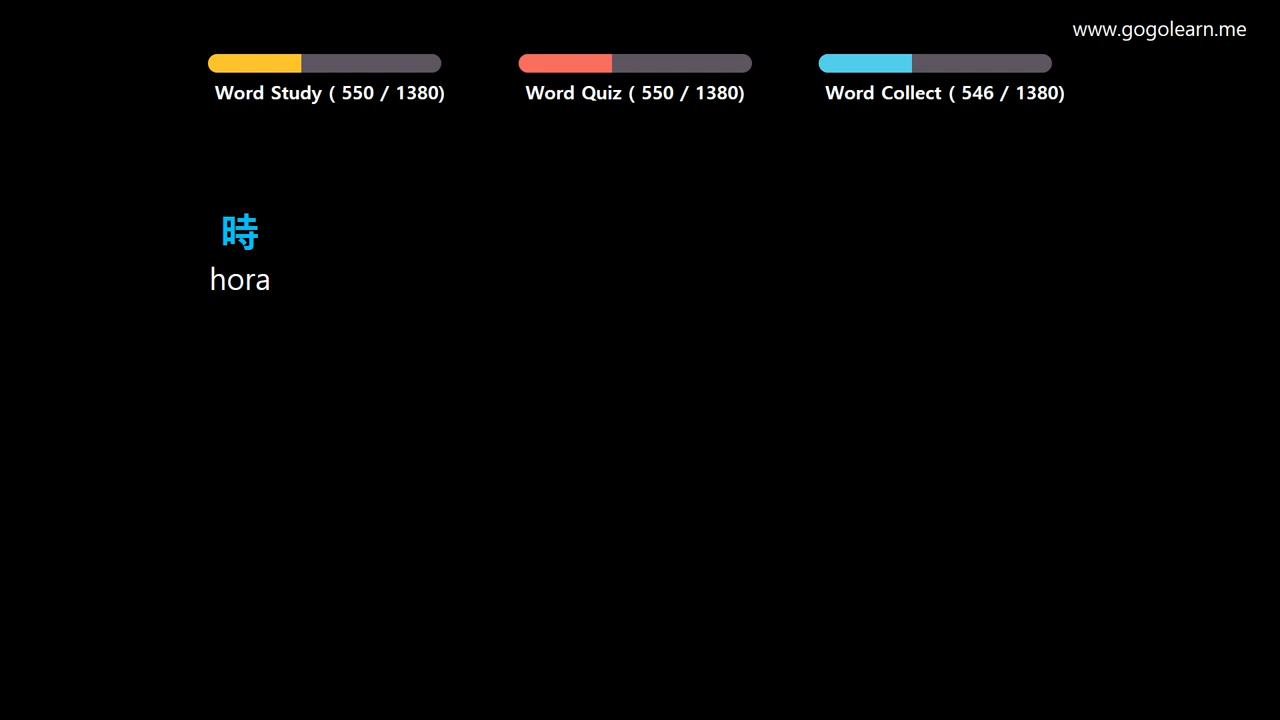 www.gogolearn.me
Word Study ( 550 / 1380)
Word Quiz ( 550 / 1380)
Word Collect ( 546 / 1380)
時
hora